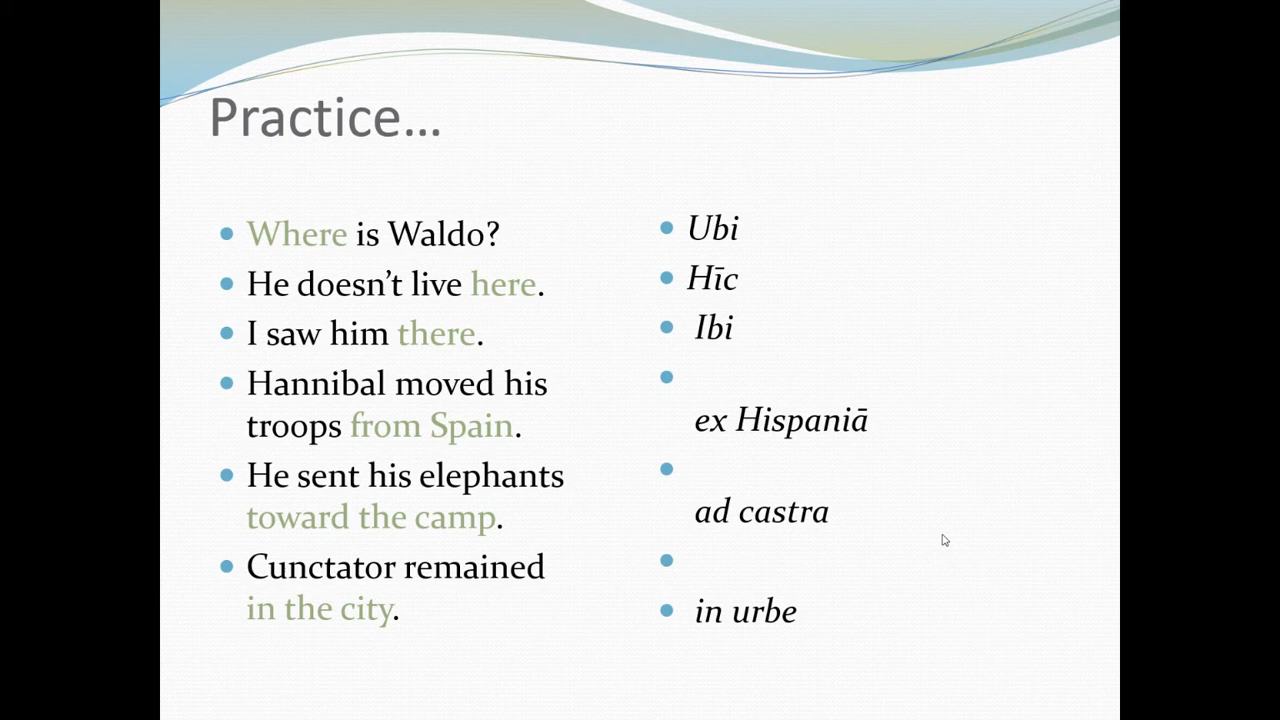 Practice...
Where is Waldo?
He doesn't live here.
I saw him there.
Hannibal moved his
troops from Spain.
He sent his elephants
toward the camp.
Cunctator remained
in the city.
Ubi
Hīc
Ibi
ex Hispaniā
ad castra
in urbe